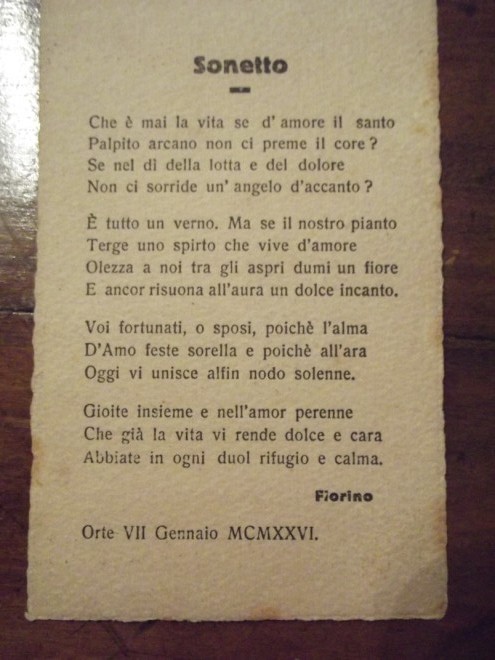 Sonetto
Che è mai la vita se d'amore il santo
Palpito arcano non ci preme il core?
Se nel dì della lotta e del dolore
Non ci sorride un'angelo d'accanto?
È tutto un verno. Ma se il nostro pianto
Terge uno spirto che vive d'amore
Olezza a noi tra gli aspri dumi un fiore
E ancor risuona all'aura un dolce incanto.
Voi fortunati, o sposi, poichè l'alma
D'Amo feste sorella e poichè all'ara
Oggi vi unisce alfin nodo solenne.
Gioite insieme e nell'amor perenne
Che già la vita vi rende dolce e cara
Abbiate in ogni duol rifugio e calma.
Fiorino
Orte VII Gennaio MCMXXVI.